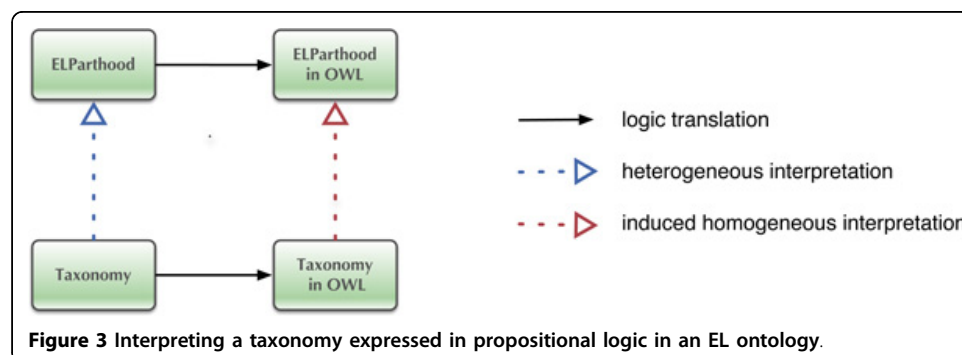 ELParthood
ELParthood
in OWL
logic translation
heterogeneous interpretation
induced homogeneous interpretation
Taxonomy
Taxonomy
in OWL
Figure 3 Interpreting a taxonomy expressed in propositional logic in an EL ontology.